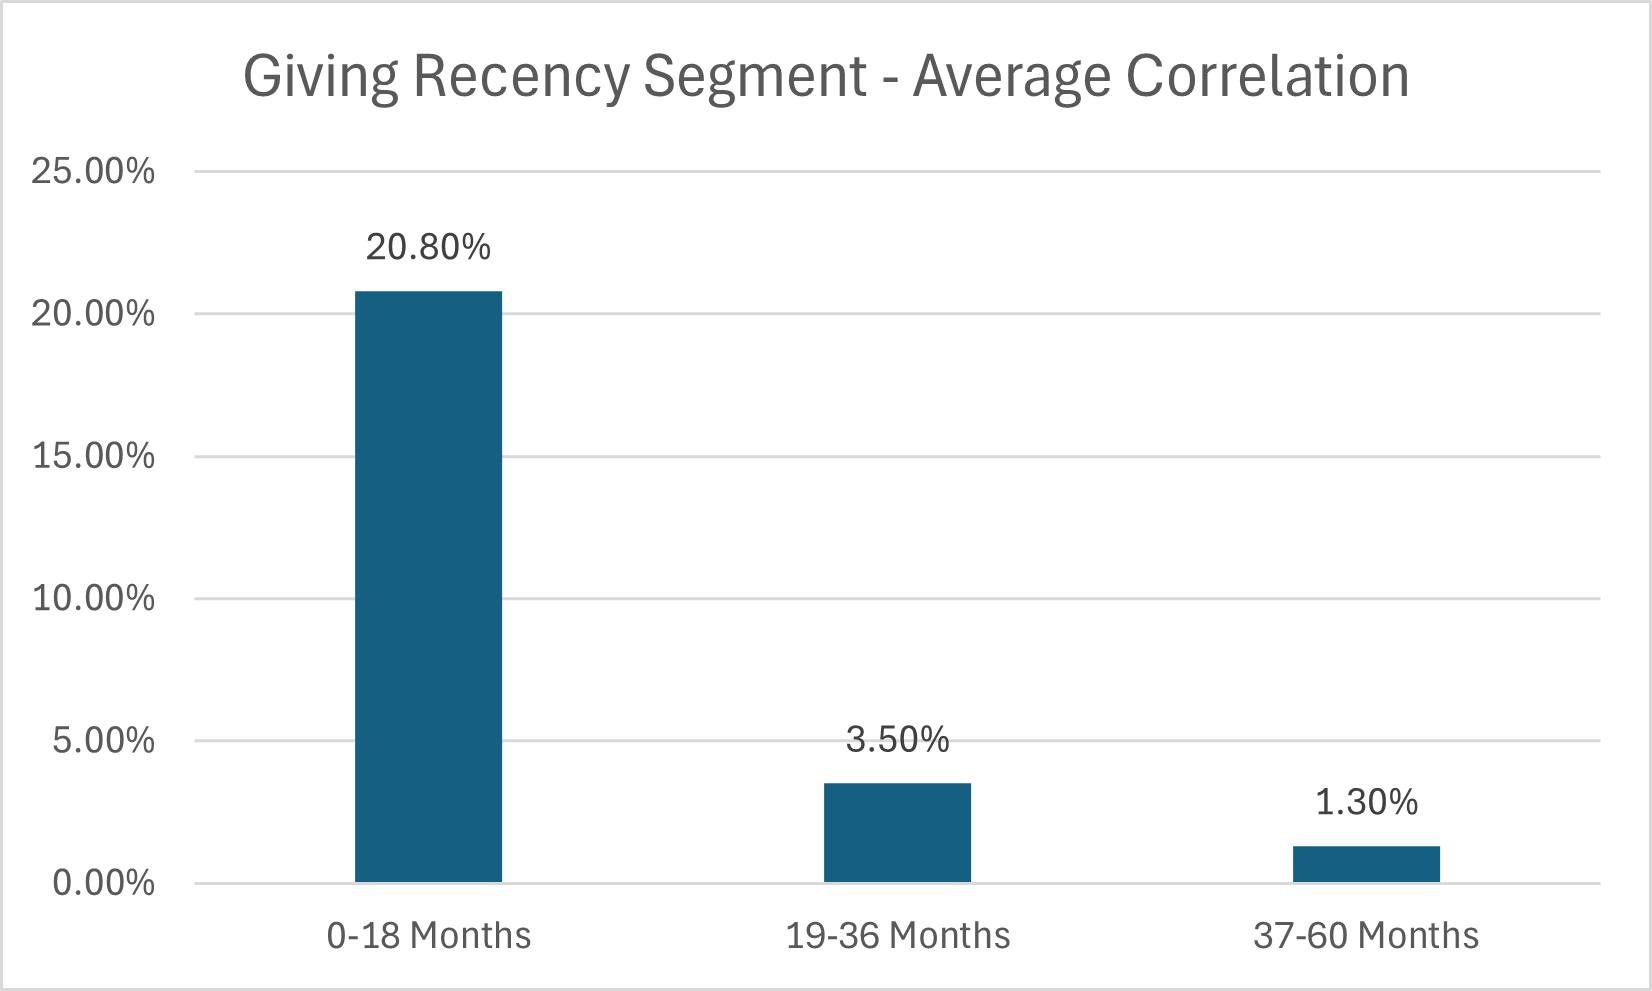 Giving Recency Segment - Average Correlation
25.00%
20.80%
20.00%
15.00%
10.00%
5.00%
3.50%
1.30%
0.00%
0-18 Months
19-36 Months
37-60 Months